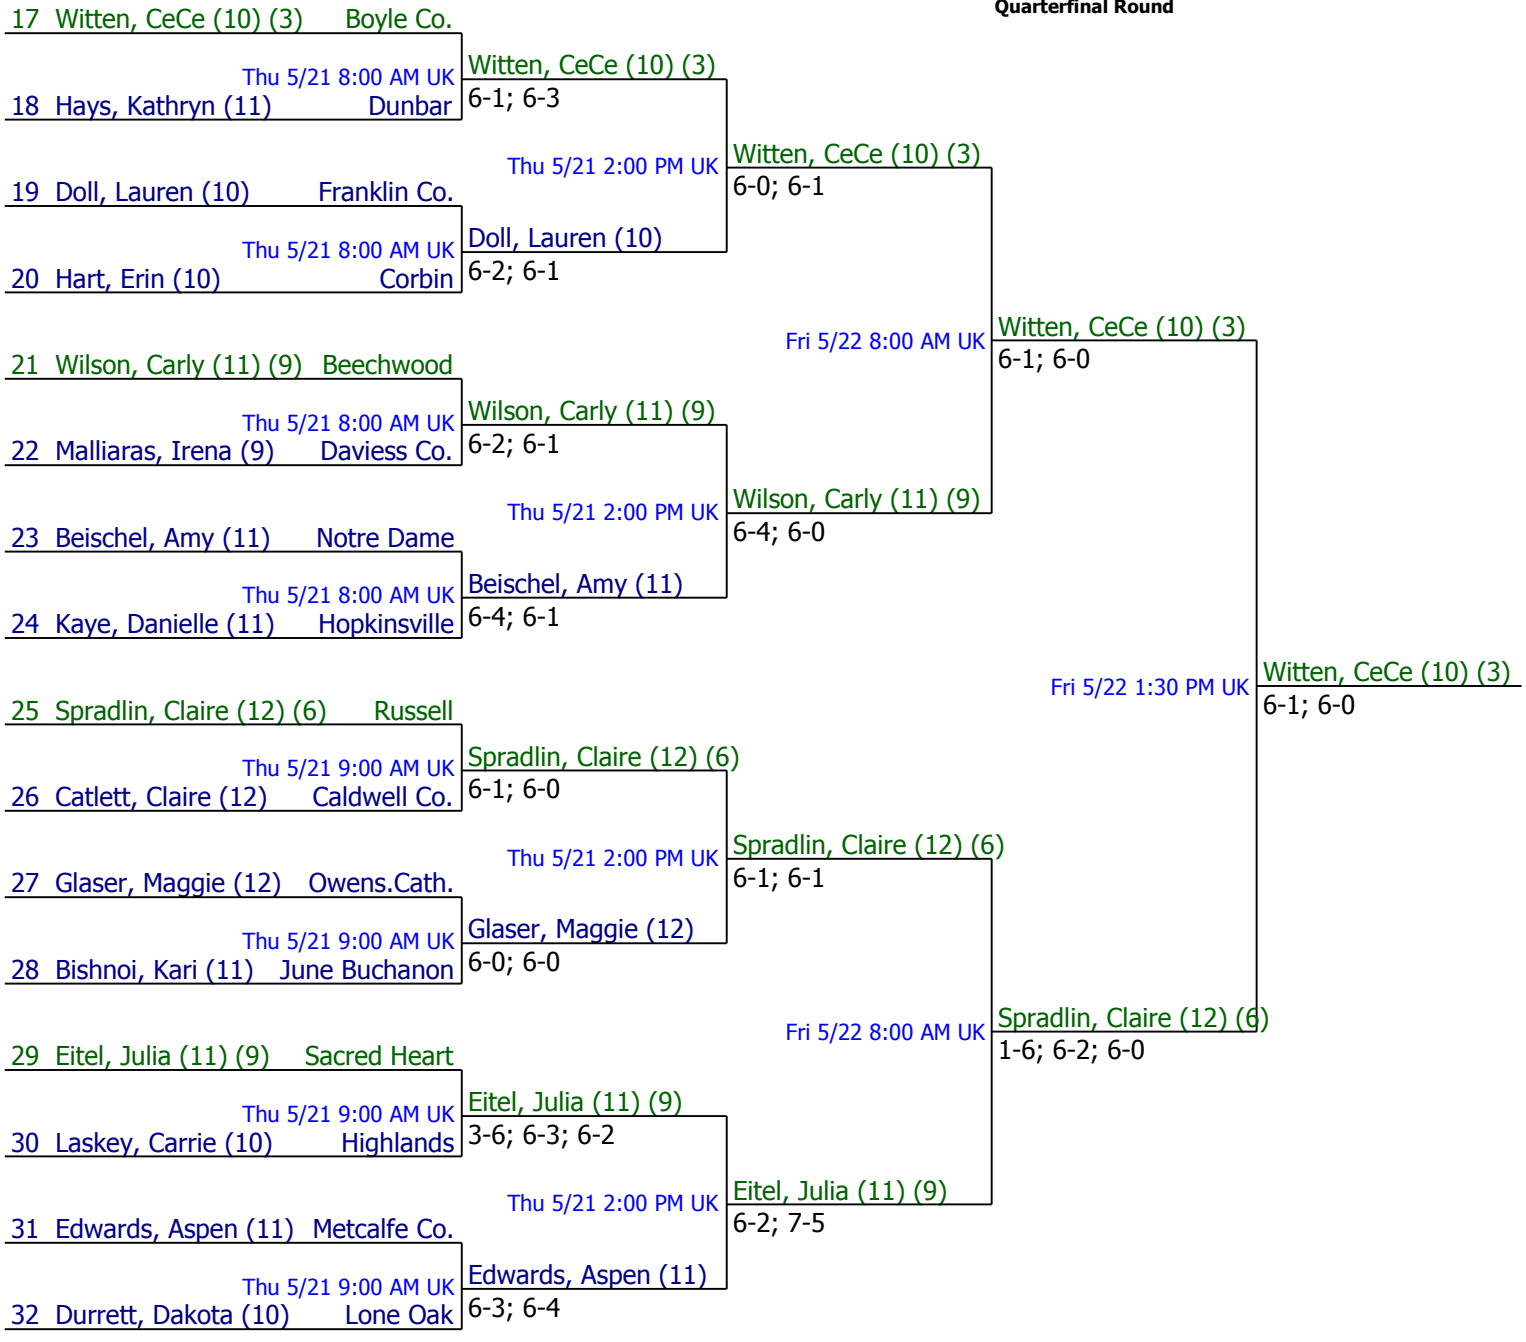 Quarterfinal Round
17 Witten, CeCe (10) (3) Boyle Co.
Thu 5/21 8:00 AM UK
Witten, CeCe (10) (3)
6-1; 6-3
18 Hays, Kathryn (11) Dunbar
Thu 5/21 2:00 PM UK
Witten, CeCe (10) (3)
6-0; 6-1
19 Doll, Lauren (10) Franklin Co.
Thu 5/21 8:00 AM UK
Doll, Lauren (10)
6-2; 6-1
20 Hart, Erin (10) Corbin
Fri 5/22 8:00 AM UK
Witten, CeCe (10) (3)
6-1; 6-0
21 Wilson, Carly (11) (9) Beechwood
Thu 5/21 8:00 AM UK
Wilson, Carly (11) (9)
6-2; 6-1
22 Malliaras, Irena (9) Daviess Co.
Thu 5/21 2:00 PM UK
Wilson, Carly (11) (9)
6-4; 6-0
23 Beischel, Amy (11) Notre Dame
Thu 5/21 8:00 AM UK
Beischel, Amy (11)
6-4; 6-1
24 Kaye, Danielle (11) Hopkinsville
Fri 5/22 1:30 PM UK
Witten, CeCe (10) (3)
6-1; 6-0
25 Spradlin, Claire (12) (6) Russell
Thu 5/21 9:00 AM UK
Spradlin, Claire (12) (6)
6-1; 6-0
26 Catlett, Claire (12) Caldwell Co.
Thu 5/21 2:00 PM UK
Spradlin, Claire (12) (6)
6-1; 6-1
27 Glaser, Maggie (12) Owens.Cath.
Thu 5/21 9:00 AM UK
Glaser, Maggie (12)
6-0; 6-0
28 Bishnoi, Kari (11) June Buchanon
Fri 5/22 8:00 AM UK
Spradlin, Claire (12) (6)
1-6; 6-2; 6-0
29 Eitel, Julia (11) (9) Sacred Heart
Thu 5/21 9:00 AM UK
Eitel, Julia (11) (9)
3-6; 6-3; 6-2
30 Laskey, Carrie (10) Highlands
Thu 5/21 2:00 PM UK
Eitel, Julia (11) (9)
6-2; 7-5
31 Edwards, Aspen (11) Metcalfe Co.
Thu 5/21 9:00 AM UK
Edwards, Aspen (11)
6-3; 6-4
32 Durrett, Dakota (10) Lone Oak